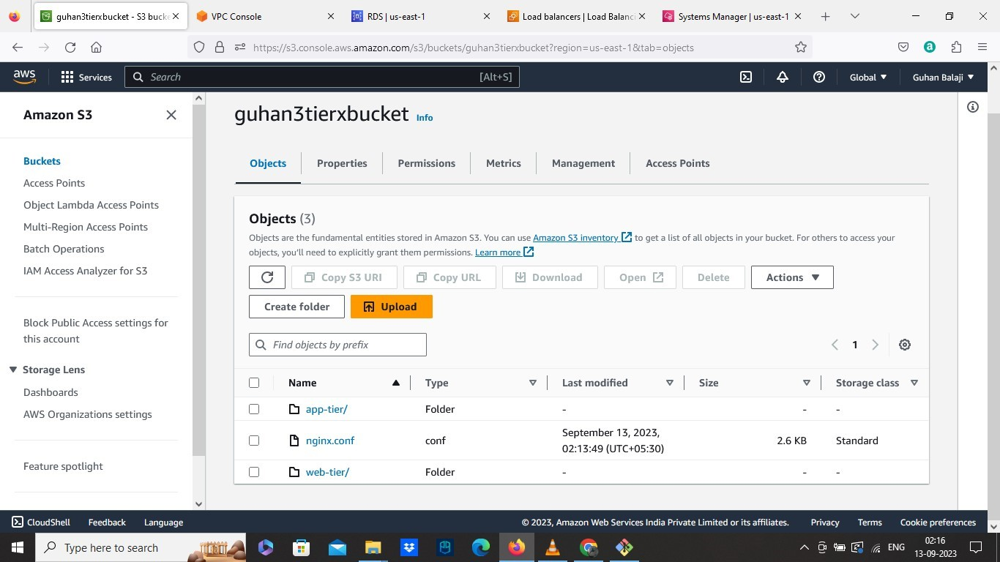 guhan3tierxbucket - S3 bucke
VPC Console
RDS | us-east-1
Load balancers | Load Balanci
Systems Manager | us-east-1
https://s3.console.aws.amazon.com/s3/buckets/guhan3tierxbucket?region=us-east-1&tab=objects
aws
Services
Search
[Alt+S]
Global
Guhan Balaji
Amazon S3
Buckets
Access Points
Object Lambda Access Points
Multi-Region Access Points
Batch Operations
IAM Access Analyzer for S3
Block Public Access settings for
this account
Storage Lens
Dashboards
AWS Organizations settings
Feature spotlight
guhan3tierxbucket Info
Objects
Properties
Permissions
Metrics
Management
Access Points
Objects (3)
Objects are the fundamental entities stored in Amazon S3. You can use Amazon S3 inventory to get a list of all objects in your bucket. For others to access your
objects, you'll need to explicitly grant them permissions. Learn more
Copy S3 URI
Copy URL
Download
Open
Delete
Actions
Create folder
Upload
Find objects by prefix
1
Name
Type
Last modified
Size
Storage class
app-tier/
Folder
-
-
-
nginx.conf
conf
September 13, 2023,
02:13:49 (UTC+05:30)
2.6 KB
Standard
web-tier/
Folder
-
-
-
CloudShell
Feedback
Language
© 2023, Amazon Web Services India Private Limited or its affiliates.
Privacy
Terms
Cookie preferences
Type here to search
ENG
02:16
13-09-2023